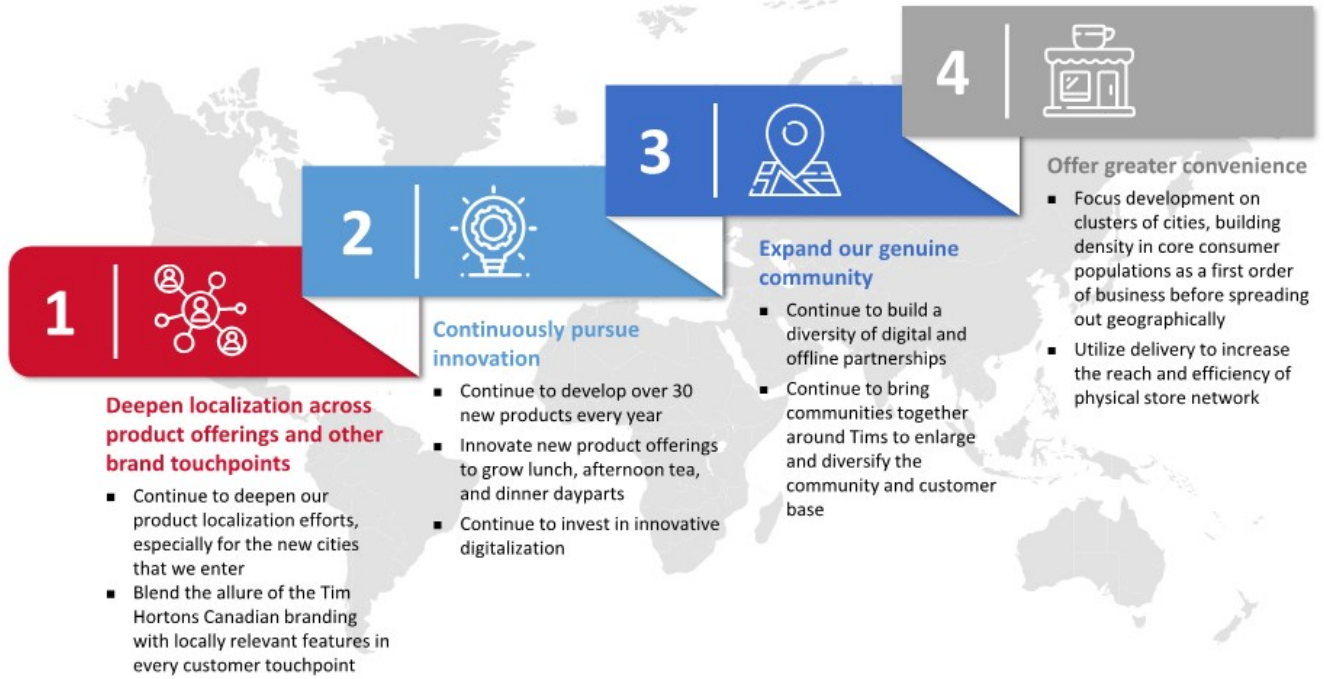 1
Deepen localization across
product offerings and other
brand touchpoints
■ Continue to deepen our
product localization efforts,
especially for the new cities
that we enter
■ Blend the allure of the Tim
Hortons Canadian branding
with locally relevant features in
every customer touchpoint
2
Continuously pursue
innovation
■ Continue to develop over 30
new products every year
■ Innovate new product offerings
to grow lunch, afternoon tea,
and dinner dayparts
■ Continue to invest in innovative
digitalization
3
Expand our genuine
community
■ Continue to build a
diversity of digital and
offline partnerships
■ Continue to bring
communities together
around Tims to enlarge
and diversify the
community and customer
base
4
Offer greater convenience
■ Focus development on
clusters of cities, building
density in core consumer
populations as a first order
of business before spreading
out geographically
■ Utilize delivery to increase
the reach and efficiency of
physical store network